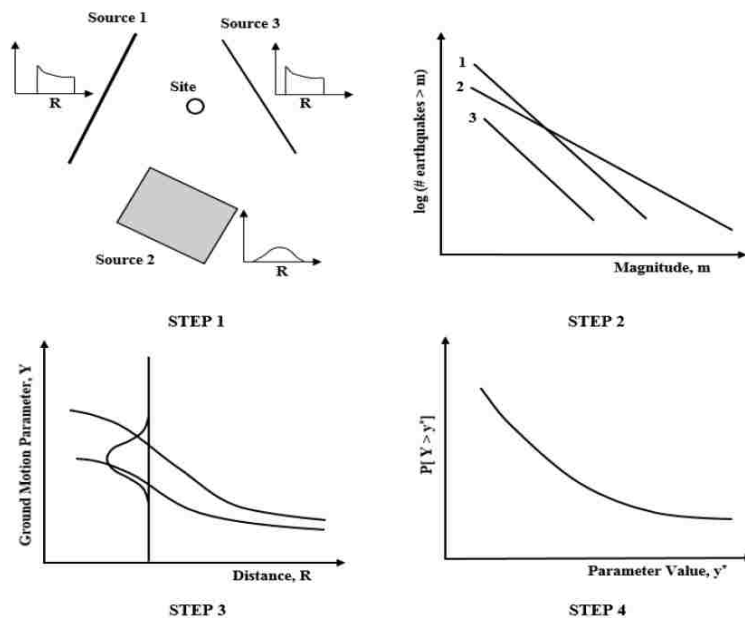 Source 1
Source 3
R
Site
R
Source 2
R
STEP 1
log (# earthquakes > m)
1
2
3
Magnitude, m
STEP 2
Ground Motion Parameter, Y
Distance, R
STEP 3
P[ Y > y*]
Parameter Value, y*
STEP 4